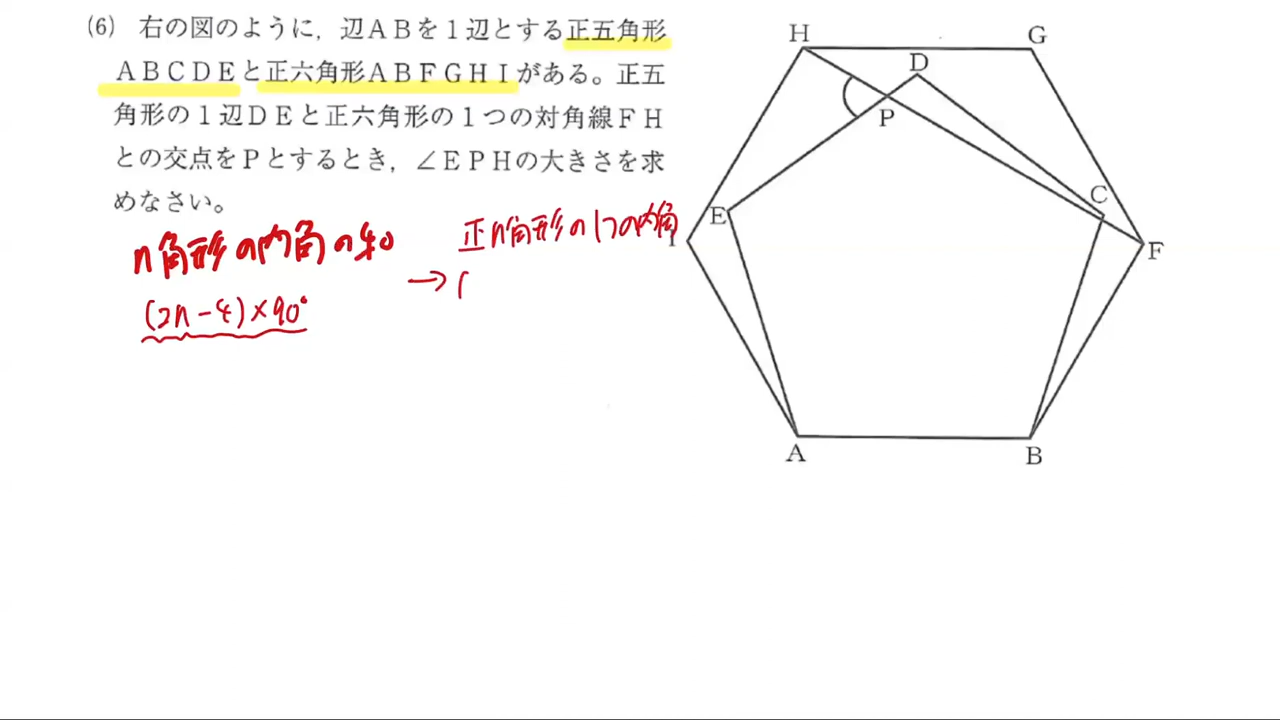 (6) 右の図のように，辺ＡＢを１辺とする正五角形
ＡＢＣＤＥと正六角形ＡＢＦＧＨＩがある。正五
角形の１辺ＤＥと正六角形の１つの対角線ＦＨ
との交点をＰとするとき，∠ＥＰＨの大きさを求
めなさい。
n角形の内角の和
(2n-4)×90°
正n角形の1つの内角
→(
H
G
D
P
C
E
I
F
A
B